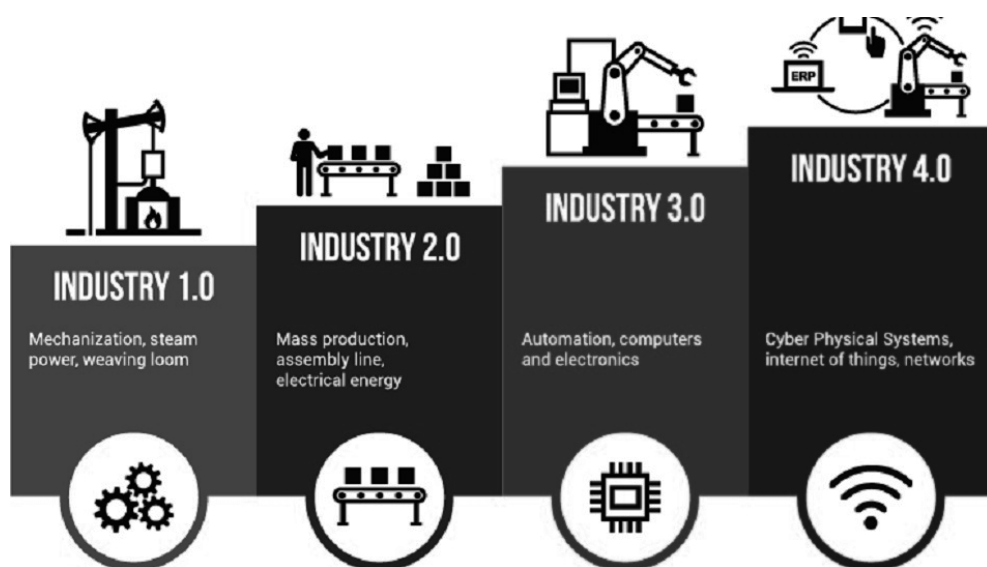 ERP
INDUSTRY 1.0
Mechanization, steam
power, weaving loom
INDUSTRY 2.0
Mass production,
assembly line,
electrical energy
INDUSTRY 3.0
Automation, computers
and electronics
INDUSTRY 4.0
Cyber Physical Systems,
internet of things, networks